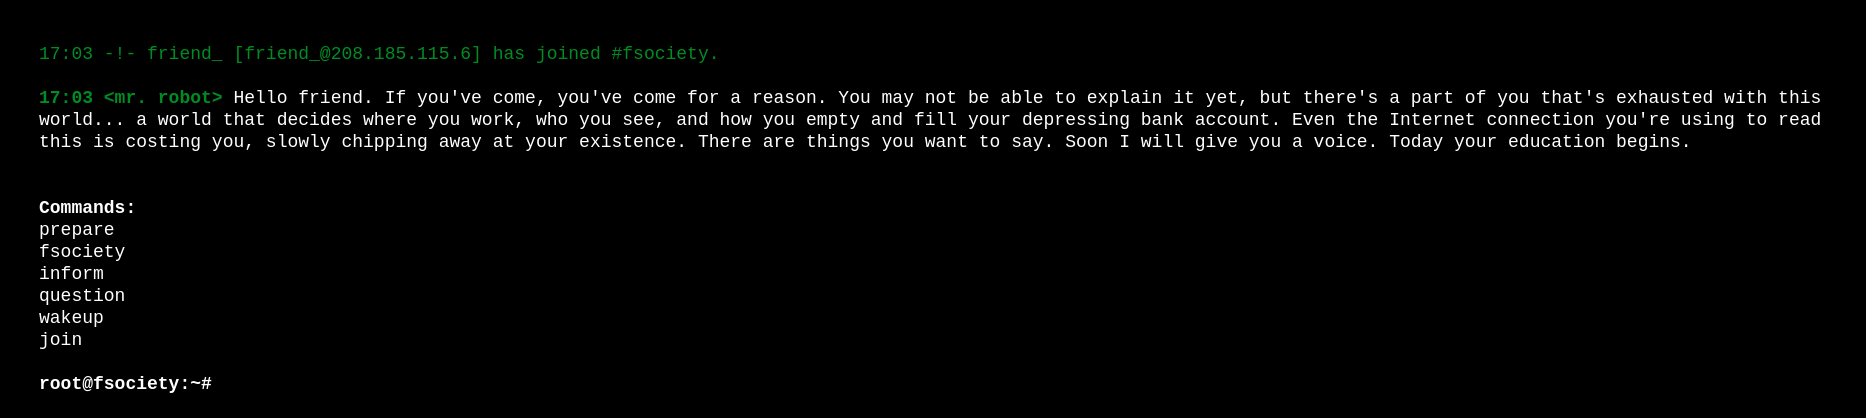 17:03 -!- friend_ [friend_@208.185.115.6] has joined #fsociety.
17:03 <mr. robot> Hello friend. If you've come, you've come for a reason. You may not be able to explain it yet, but there's a part of you that's exhausted with this
world... a world that decides where you work, who you see, and how you empty and fill your depressing bank account. Even the Internet connection you're using to read
this is costing you, slowly chipping away at your existence. There are things you want to say. Soon I will give you a voice. Today your education begins.
Commands:
prepare
fsociety
inform
question
wakeup
join
root@fsociety:~#